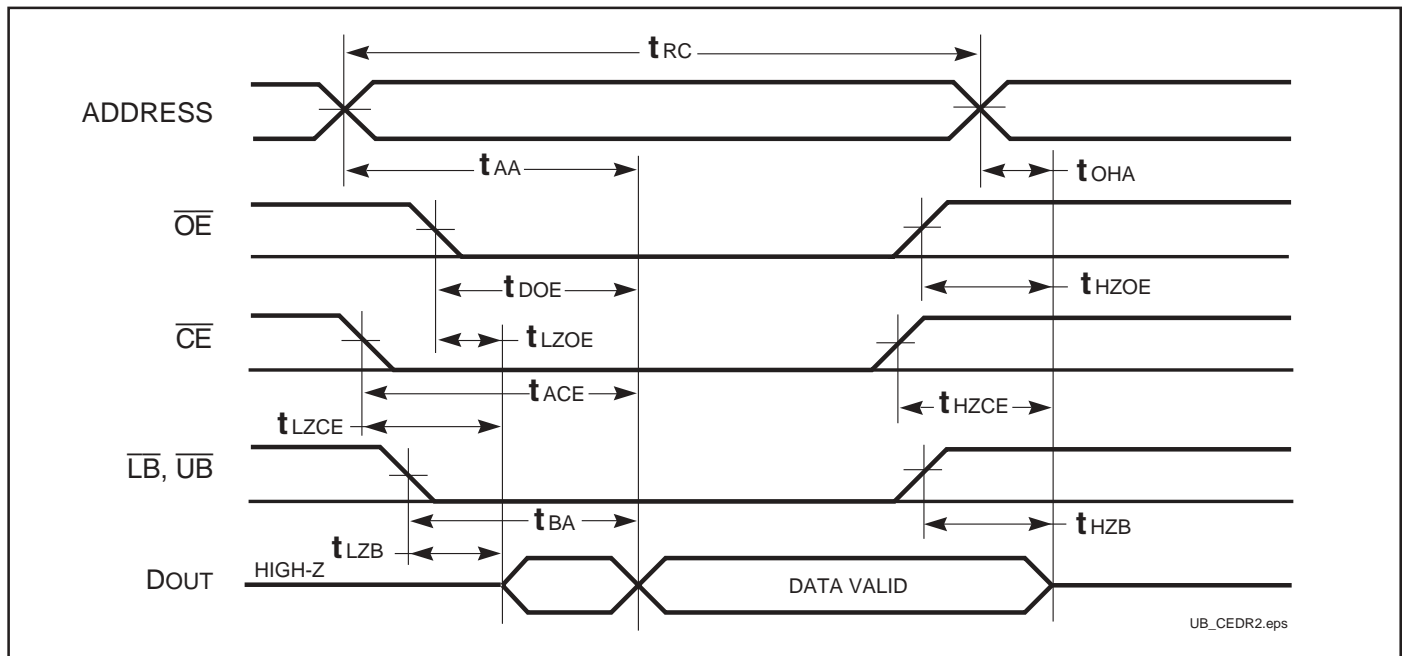 tRC
ADDRESS
tAA
tOHA
OE
tDOE
tHZOE
tLZOE
CE
tACE
tHZCE
tLZCE
LB, UB
tBA
tHZB
tLZB
DOUT
HIGH-Z
DATA VALID
UB_CEDR2.eps